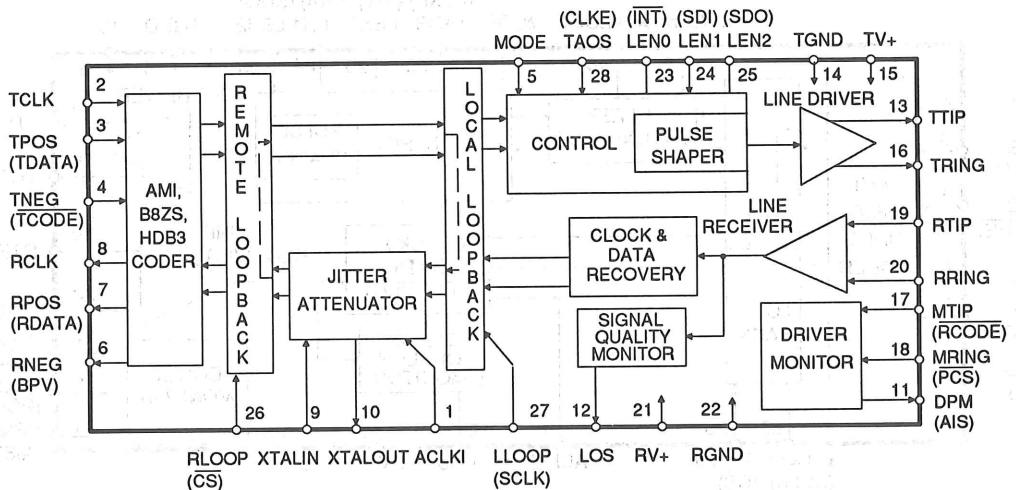 (CLKE) (INT) (SDI) (SDO)
MODE TAOS LEN0 LEN1 LEN2 TGND TV+
5 28 23 24 25 14 15
2
TCLK
3
TPOS
(TDATA)
4
TNEG
(TCODE)
8
RCLK
7
RPOS
(RDATA)
6
RNEG
(BPV)
AMI,
B8ZS,
HDB3
CODER
REMOTE LOOPBACK
JITTER
ATTENUATOR
LOCAL LOOPBACK
CONTROL
PULSE
SHAPER
LINE DRIVER
13
TTIP
16
TRING
LINE
RECEIVER
19
RTIP
20
RRING
CLOCK &
DATA
RECOVERY
SIGNAL
QUALITY
MONITOR
DRIVER
MONITOR
17
MTIP
(RCODE)
18
MRING
(PCS)
11
DPM
(AIS)
26 9 10 1 27 12 21 22
RLOOP XTALIN XTALOUT ACLKI LLOOP LOS RV+ RGND
(CS) (SCLK)